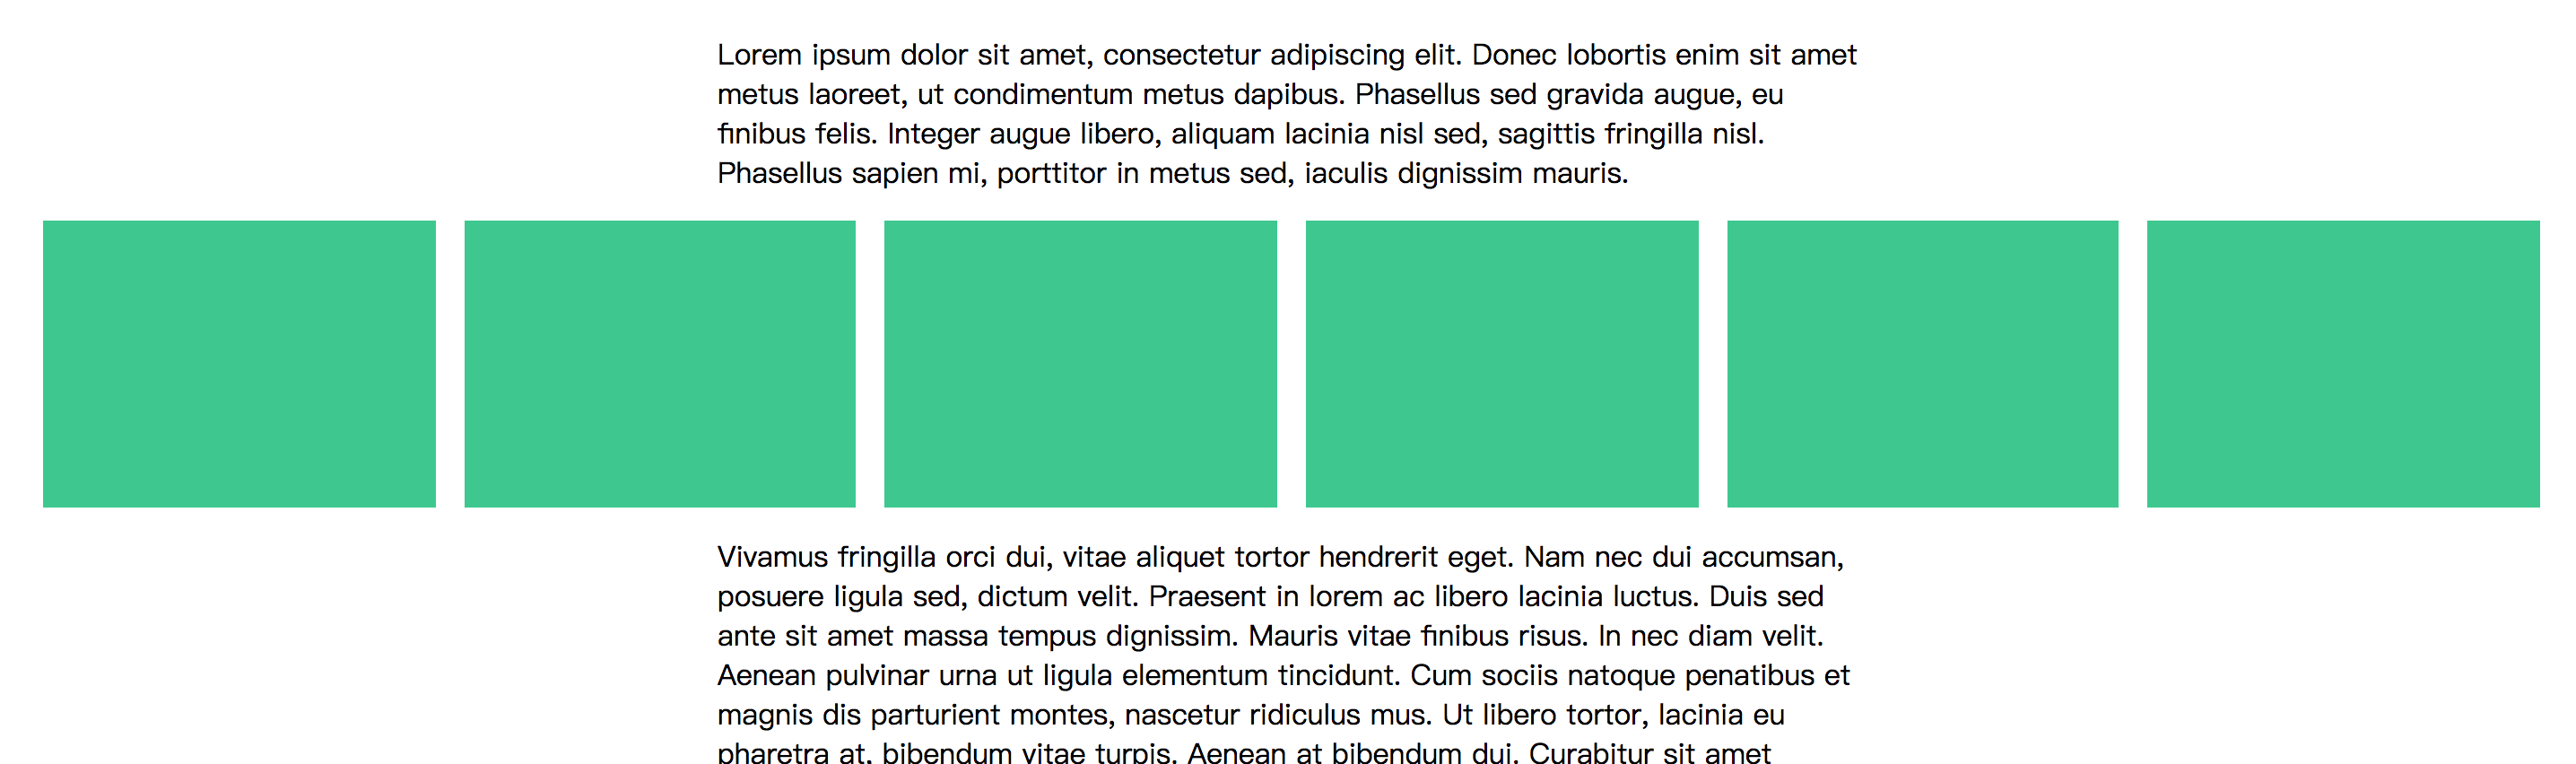 Lorem ipsum dolor sit amet, consectetur adipiscing elit. Donec lobortis enim sit amet
metus laoreet, ut condimentum metus dapibus. Phasellus sed gravida augue, eu
finibus felis. Integer augue libero, aliquam lacinia nisl sed, sagittis fringilla nisl.
Phasellus sapien mi, porttitor in metus sed, iaculis dignissim mauris.
Vivamus fringilla orci dui, vitae aliquet tortor hendrerit eget. Nam nec dui accumsan,
posuere ligula sed, dictum velit. Praesent in lorem ac libero lacinia luctus. Duis sed
ante sit amet massa tempus dignissim. Mauris vitae finibus risus. In nec diam velit.
Aenean pulvinar urna ut ligula elementum tincidunt. Cum sociis natoque penatibus et
magnis dis parturient montes, nascetur ridiculus mus. Ut libero tortor, lacinia eu
pharetra at, bibendum vitae turpis. Aenean at bibendum dui. Curabitur sit amet